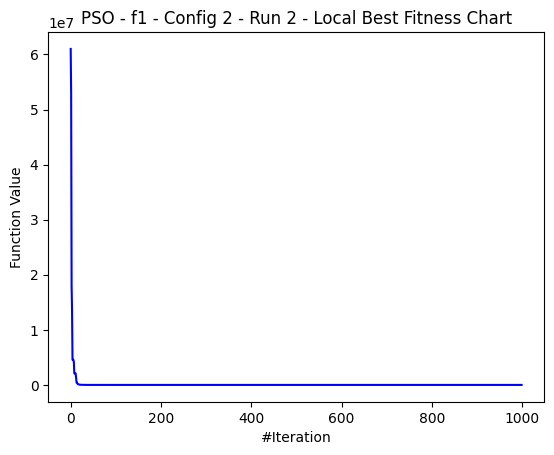 PSO - f1 - Config 2 - Run 2 - Local Best Fitness Chart
1e7
6
5
4
3
2
1
0
Function Value
0 200 400 600 800 1000
#Iteration